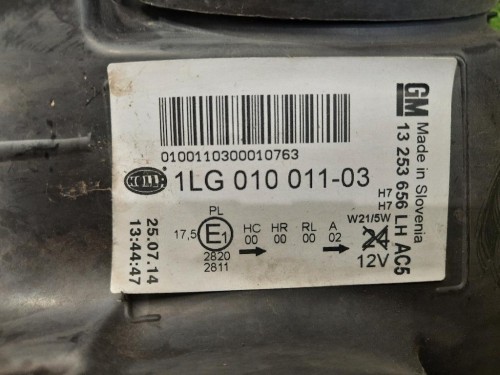 0100110300010763
HELLA 1LG 010 011-03
PL
17,5 E1
2820
2811
HC HR RL A
00 00 00 02
25.07.14
13:44:47
H7
H7
W21/5W
24
12V
GM
Made in Slovenia
13 253 656 LH AC5